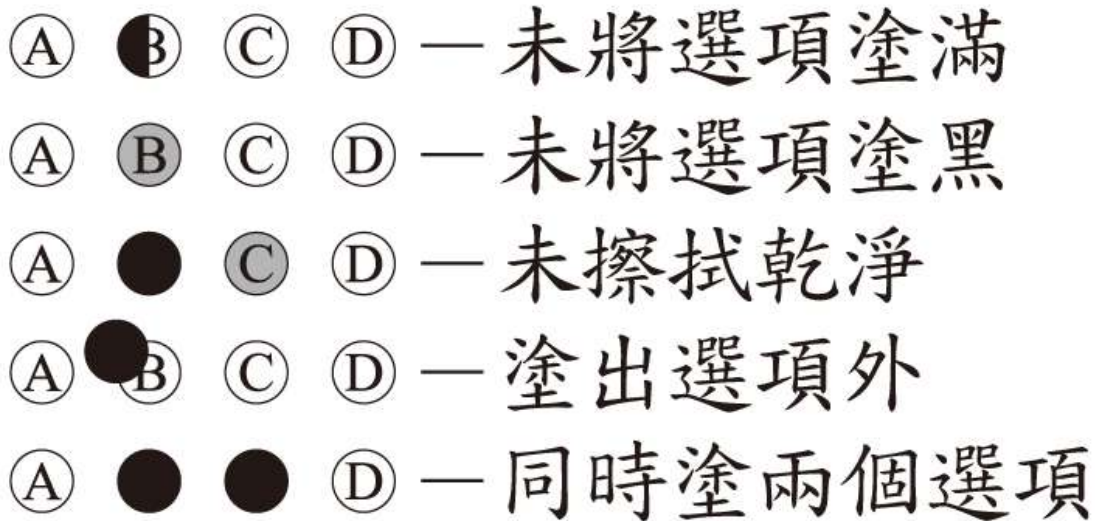 Ⓐ Ⓑ Ⓒ Ⓓ — 未將選項塗滿
Ⓐ Ⓑ Ⓒ Ⓓ — 未將選項塗黑
Ⓐ ● Ⓒ Ⓓ — 未擦拭乾淨
Ⓐ Ⓑ Ⓒ Ⓓ — 塗出選項外
Ⓐ ● ● Ⓓ — 同時塗兩個選項